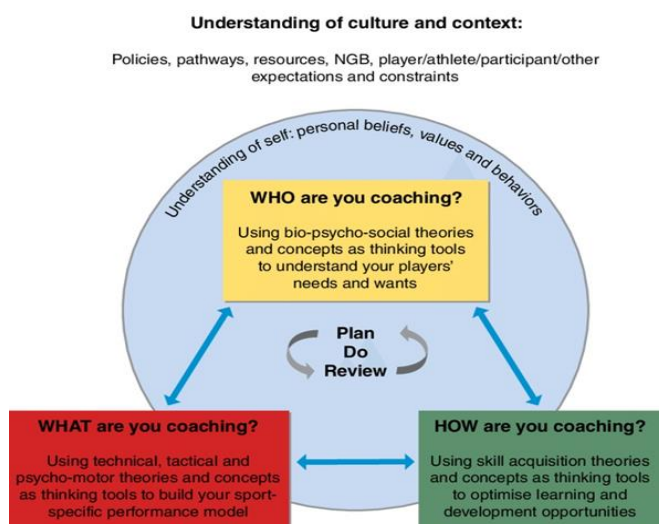 Understanding of culture and context:
Policies, pathways, resources, NGB, player/athlete/participant/other
expectations and constraints
Understanding of self: personal beliefs, values and behaviors
WHO are you coaching?
Using bio-psycho-social theories
and concepts as thinking tools
to understand your players'
needs and wants
Plan
Do
Review
WHAT are you coaching?
Using technical, tactical and
psycho-motor theories and concepts
as thinking tools to build your sport-
specific performance model
HOW are you coaching?
Using skill acquisition theories
and concepts as thinking tools
to optimise learning and
development opportunities